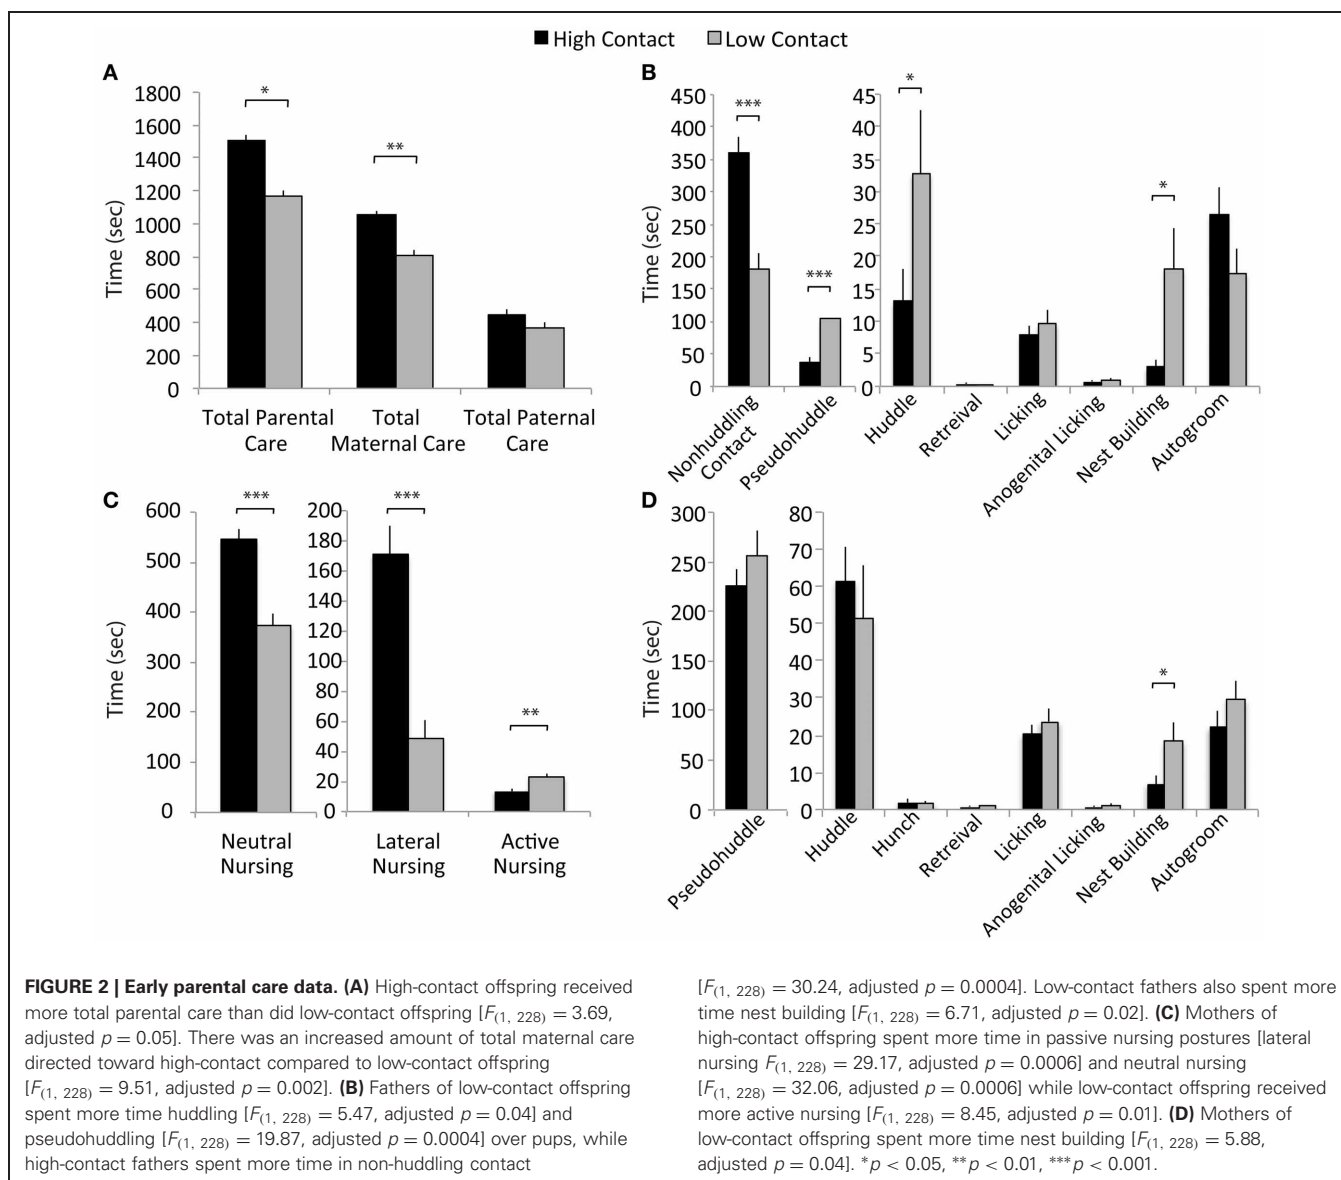 High Contact Low Contact
A
Time (sec)
1800
1600
1400
1200
1000
800
600
400
200
0
*
**
Total Parental Care
Total Maternal Care
Total Paternal Care
B
Time (sec)
450
400
350
300
250
200
150
100
50
0
***
***
Nonhuddling Contact
Pseudohuddle
45
40
35
30
25
20
15
10
5
0
*
*
Huddle
Retreival
Licking
Anogenital Licking
Nest Building
Autogroom
C
Time (sec)
600
500
400
300
200
100
0
***
Neutral Nursing
200
180
160
140
120
100
80
60
40
20
0
***
**
Lateral Nursing
Active Nursing
D
Time (sec)
300
250
200
150
100
50
0
Pseudohuddle
80
70
60
50
40
30
20
10
0
*
Huddle
Hunch
Retreival
Licking
Anogenital Licking
Nest Building
Autogroom
FIGURE 2 | Early parental care data. (A) High-contact offspring received
more total parental care than did low-contact offspring [F(1, 228) = 3.69,
adjusted p = 0.05]. There was an increased amount of total maternal care
directed toward high-contact compared to low-contact offspring
[F(1, 228) = 9.51, adjusted p = 0.002]. (B) Fathers of low-contact offspring
spent more time huddling [F(1, 228) = 5.47, adjusted p = 0.04] and
pseudohuddling [F(1, 228) = 19.87, adjusted p = 0.0004] over pups, while
high-contact fathers spent more time in non-huddling contact
[F(1, 228) = 30.24, adjusted p = 0.0004]. Low-contact fathers also spent more
time nest building [F(1, 228) = 6.71, adjusted p = 0.02]. (C) Mothers of
high-contact offspring spent more time in passive nursing postures [lateral
nursing F(1, 228) = 29.17, adjusted p = 0.0006] and neutral nursing
[F(1, 228) = 32.06, adjusted p = 0.0006] while low-contact offspring received
more active nursing [F(1, 228) = 8.45, adjusted p = 0.01]. (D) Mothers of
low-contact offspring spent more time nest building [F(1, 228) = 5.88,
adjusted p = 0.04]. *p < 0.05, **p < 0.01, ***p < 0.001.